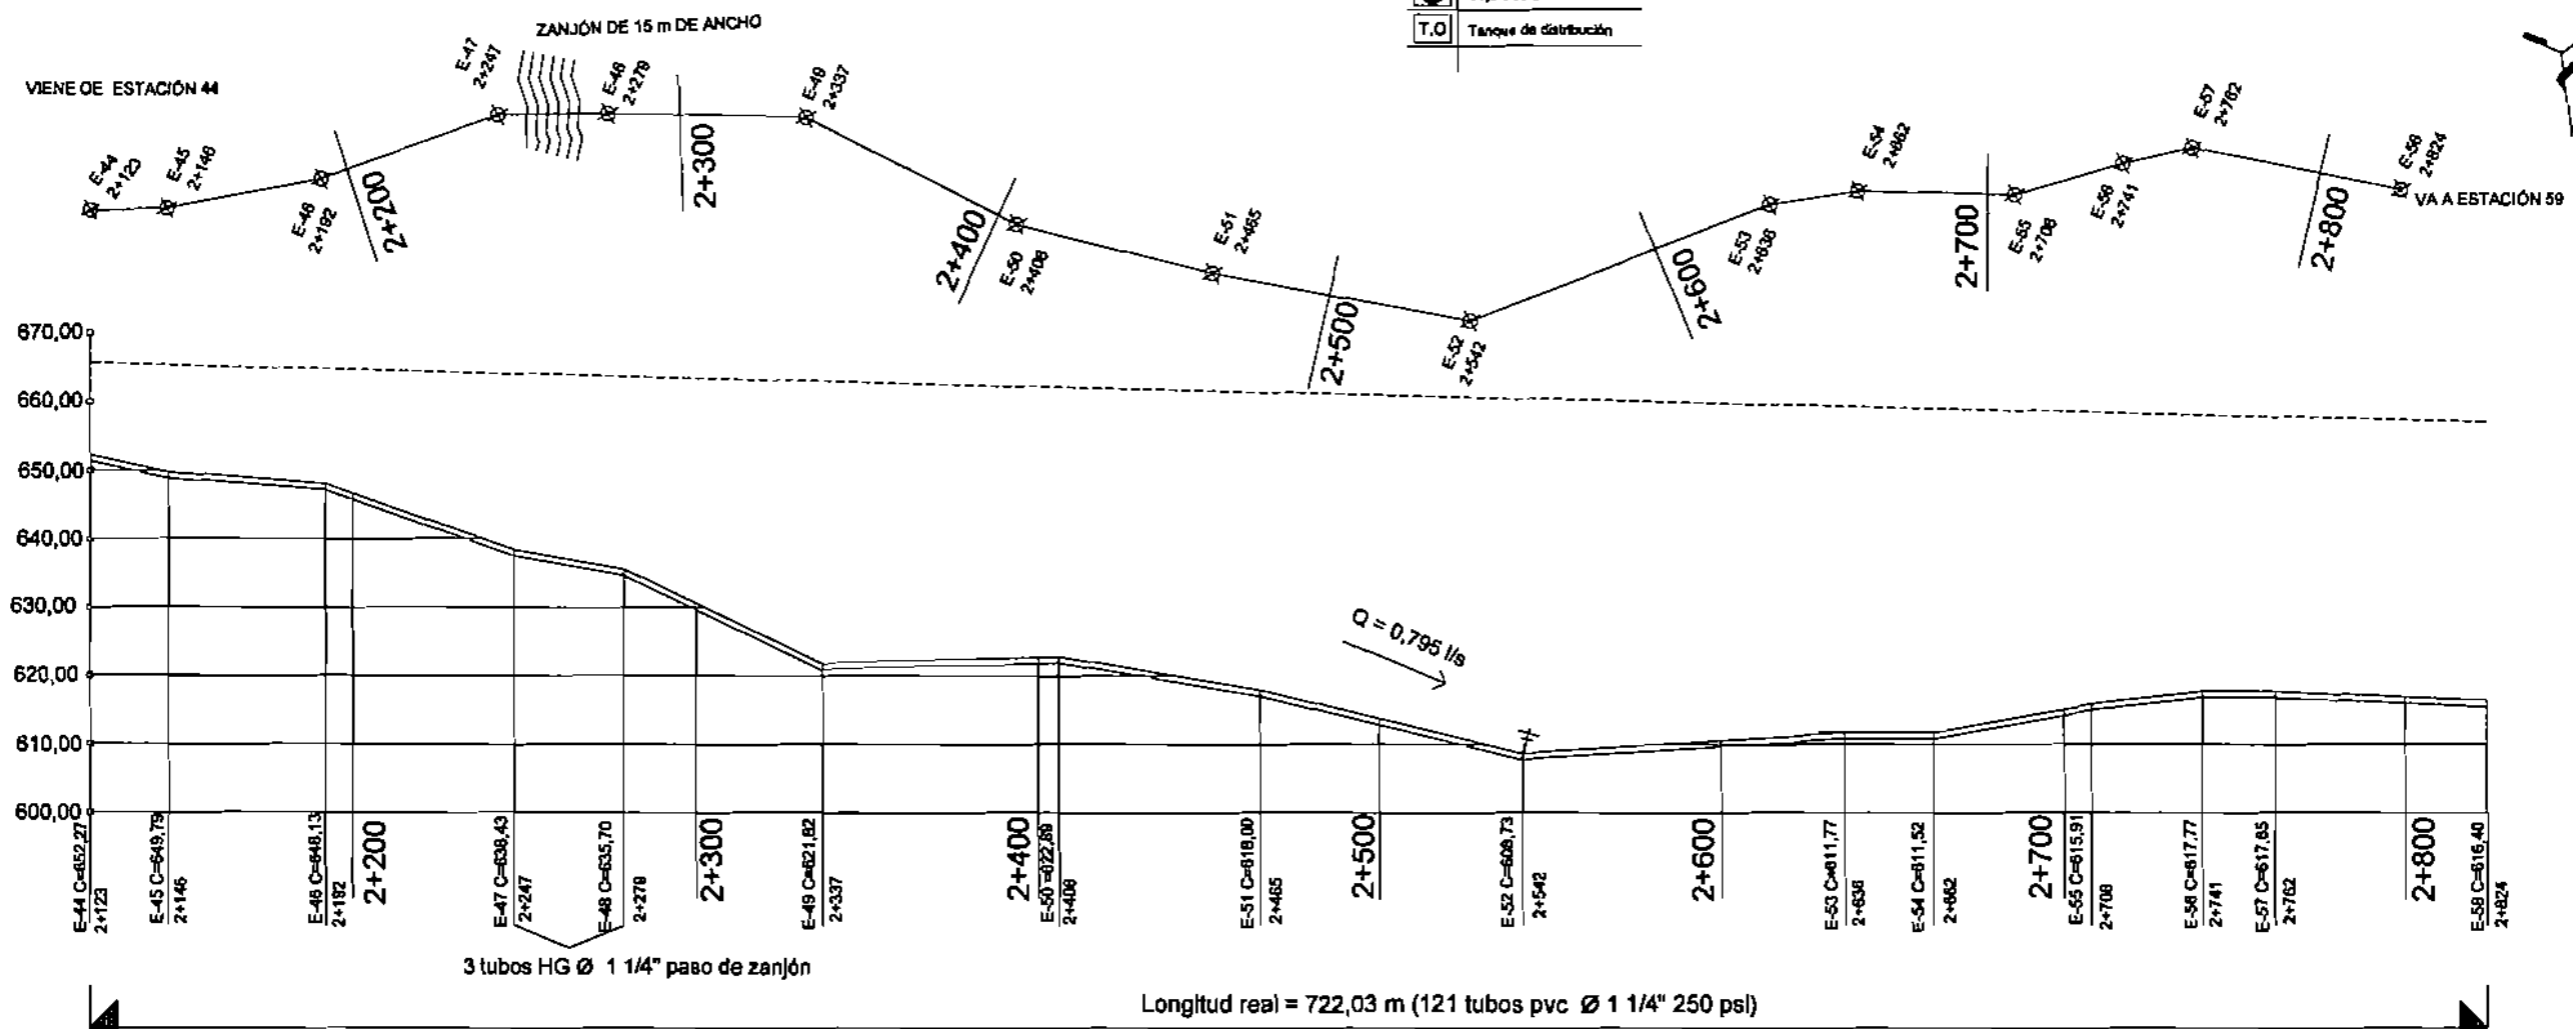 T,O Tanque de distribución
ZANJÓN DE 15 m DE ANCHO
VIENE DE ESTACIÓN 44
E-44
2+123
E-45
2+146
E-46
2+192
2+200
E-47
2+247
E-48
2+279
2+300
E-49
2+337
2+400
E-50
2+406
E-51
2+465
2+500
E-52
2+542
2+600
E-53
2+636
E-54
2+662
2+700
E-55
2+708
E-56
2+741
E-57
2+762
2+800
E-58
2+824
VA A ESTACIÓN 59
670,00
660,00
650,00
640,00
630,00
620,00
610,00
600,00
Q = 0,795 l/s
E-44 C=652,27
2+123
E-45 C=649,79
2+146
E-46 C=648,13
2+192
2+200
E-47 C=638,43
2+247
E-48 C=635,70
2+279
2+300
E-49 C=621,82
2+337
2+400
E-50 =622,89
2+406
E-51 C=618,00
2+465
2+500
E-52 C=608,73
2+542
2+600
E-53 C=611,77
2+636
E-54 C=611,52
2+662
2+700
E-55 C=615,91
2+708
E-56 C=617,77
2+741
E-57 C=617,65
2+762
2+800
E-58 C=616,40
2+824
3 tubos HG Ø 1 1/4" paso de zanjón
Longitud real = 722,03 m (121 tubos pvc Ø 1 1/4" 250 psi)